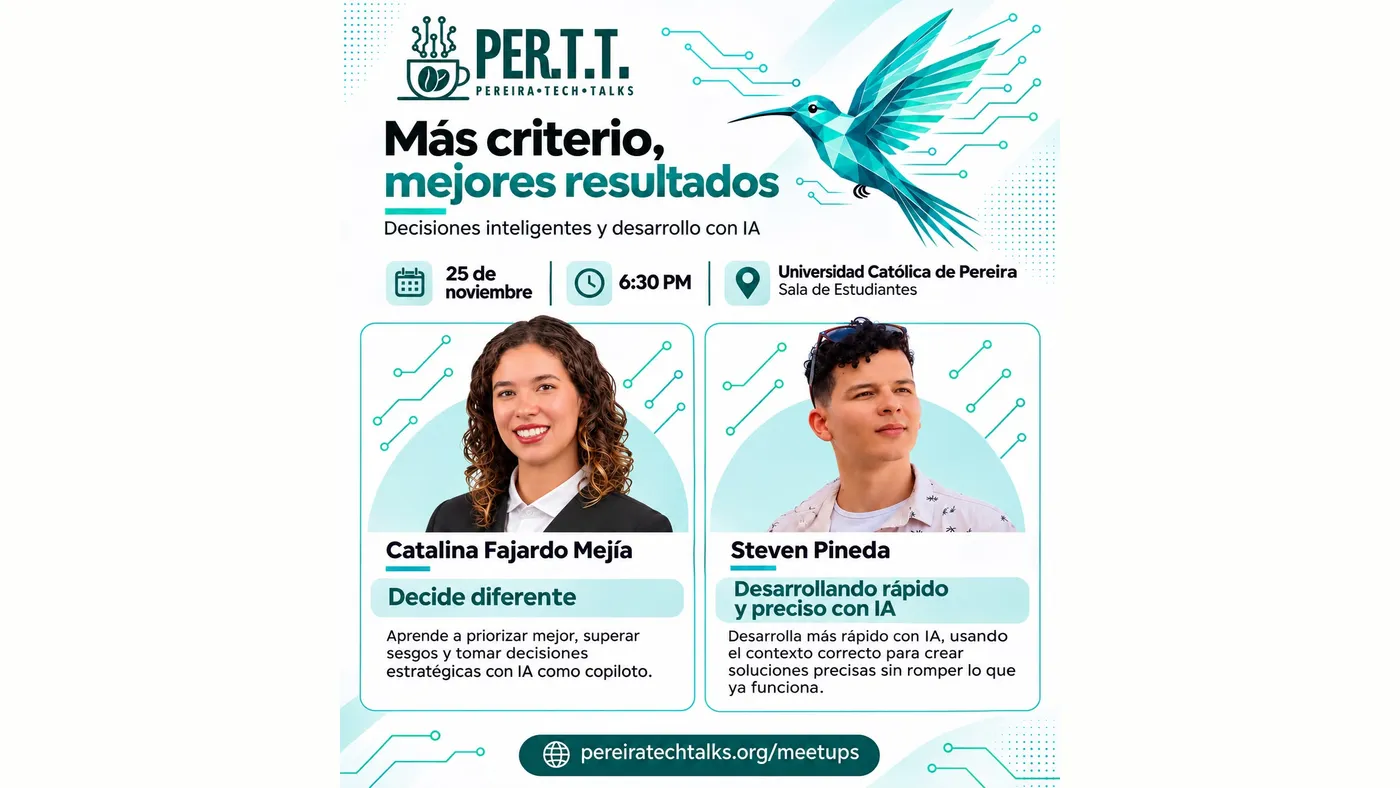 PER.T.T.
PEREIRA•TECH•TALKS
Más criterio,
mejores resultados
Decisiones inteligentes y desarrollo con IA
25 de
noviembre
6:30 PM
Universidad Católica de Pereira
Sala de Estudiantes
Catalina Fajardo Mejía
Decide diferente
Aprende a priorizar mejor, superar
sesgos y tomar decisiones
estratégicas con IA como copiloto.
Steven Pineda
Desarrollando rápido
y preciso con IA
Desarrolla más rápido con IA, usando
el contexto correcto para crear
soluciones precisas sin romper lo que
ya funciona.
pereiratechtalks.org/meetups